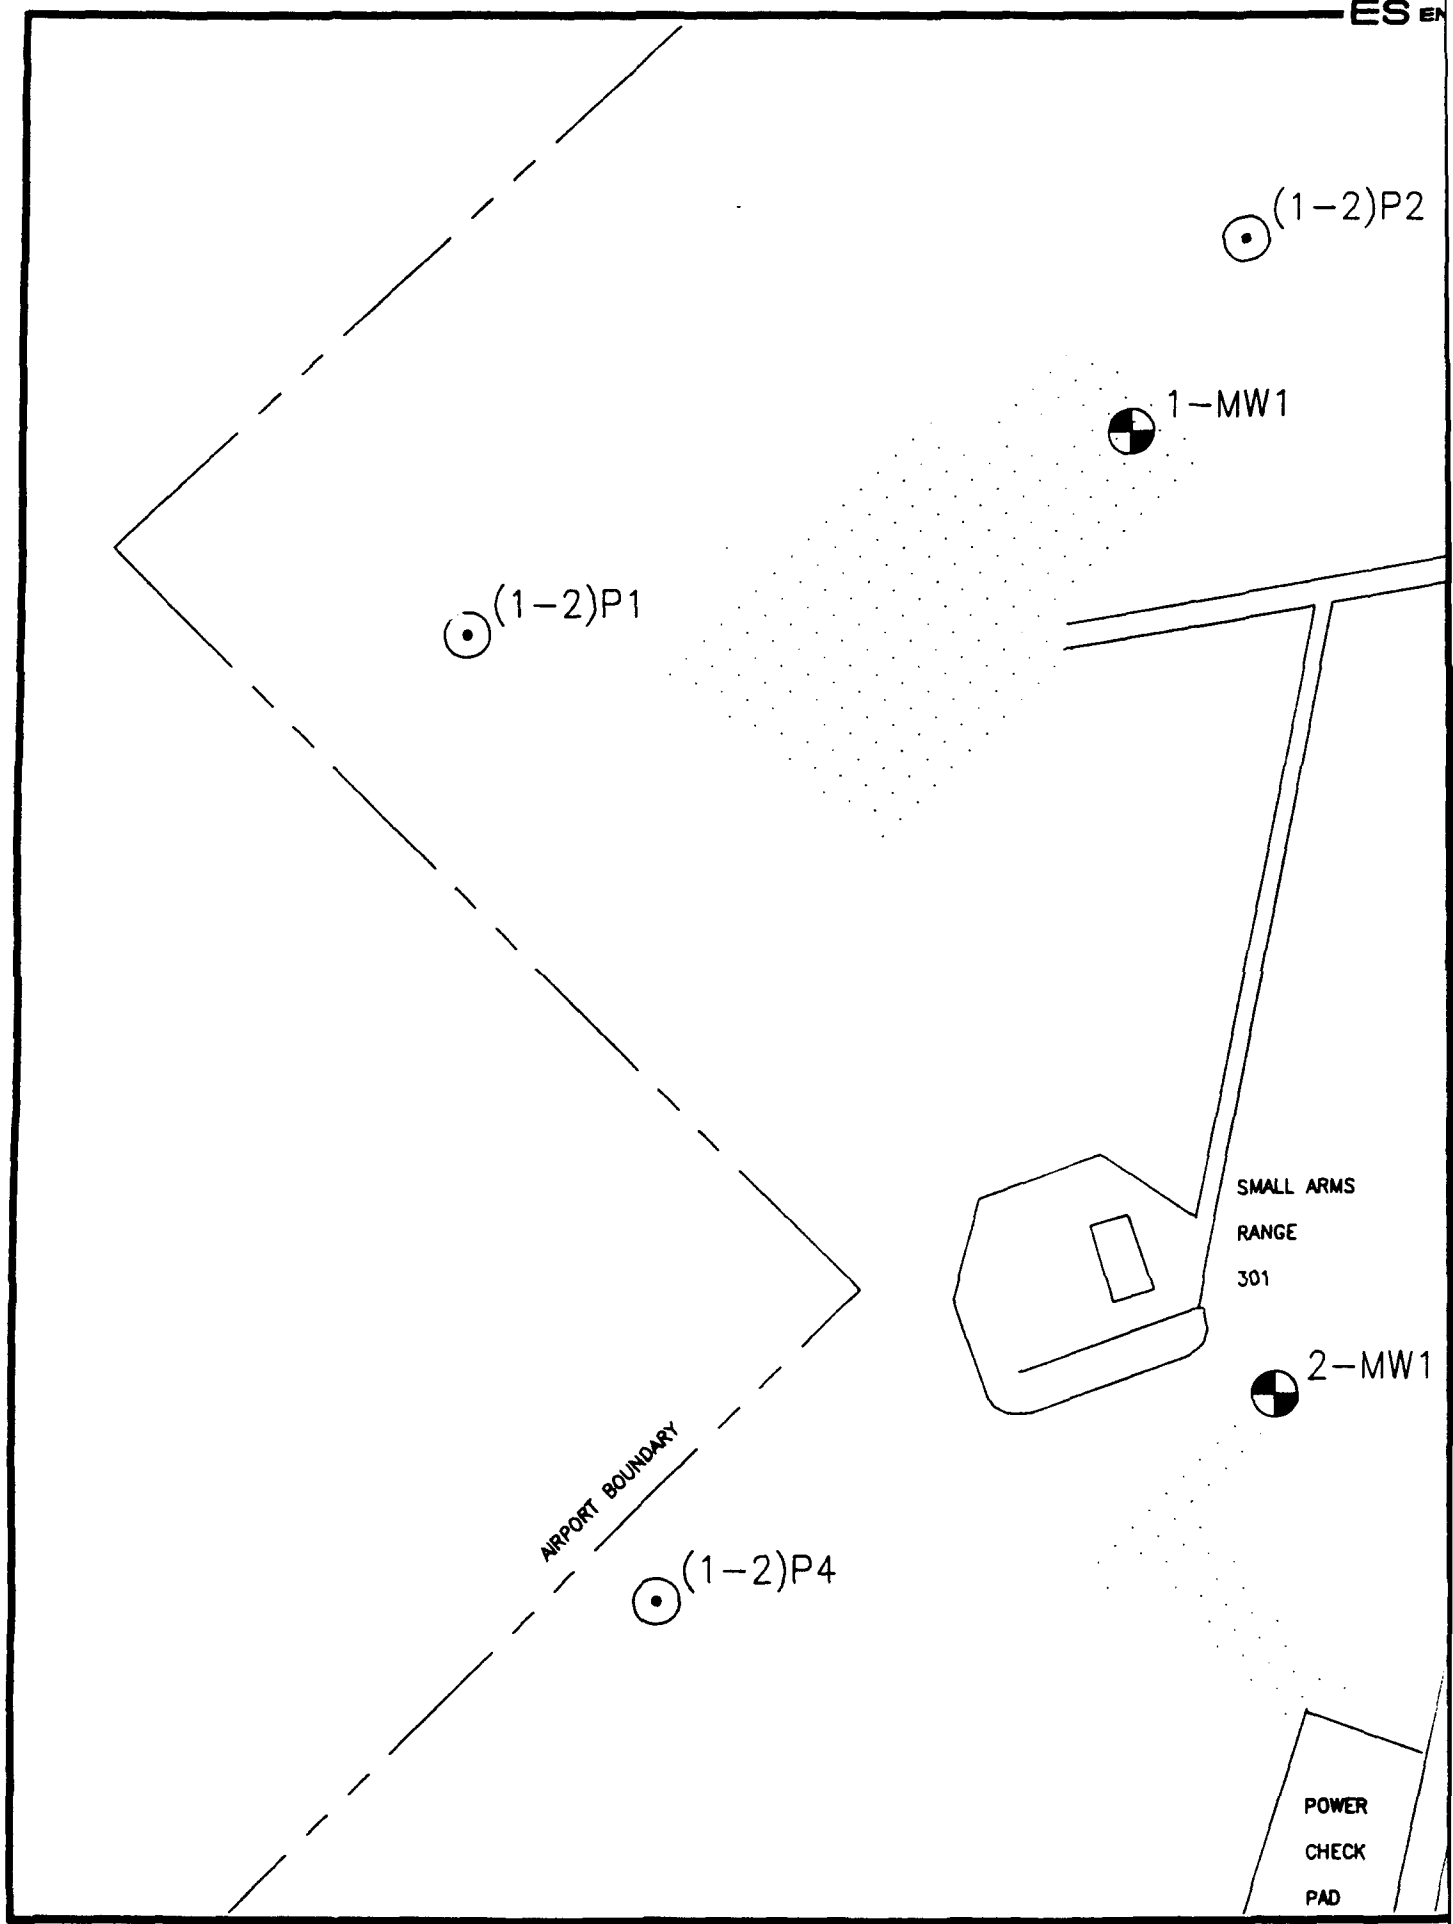 ES
(1-2)P2
1-MW1
(1-2)P1
SMALL ARMS
RANGE
301
2-MW1
AIRPORT BOUNDARY
(1-2)P4
POWER
CHECK
PAD